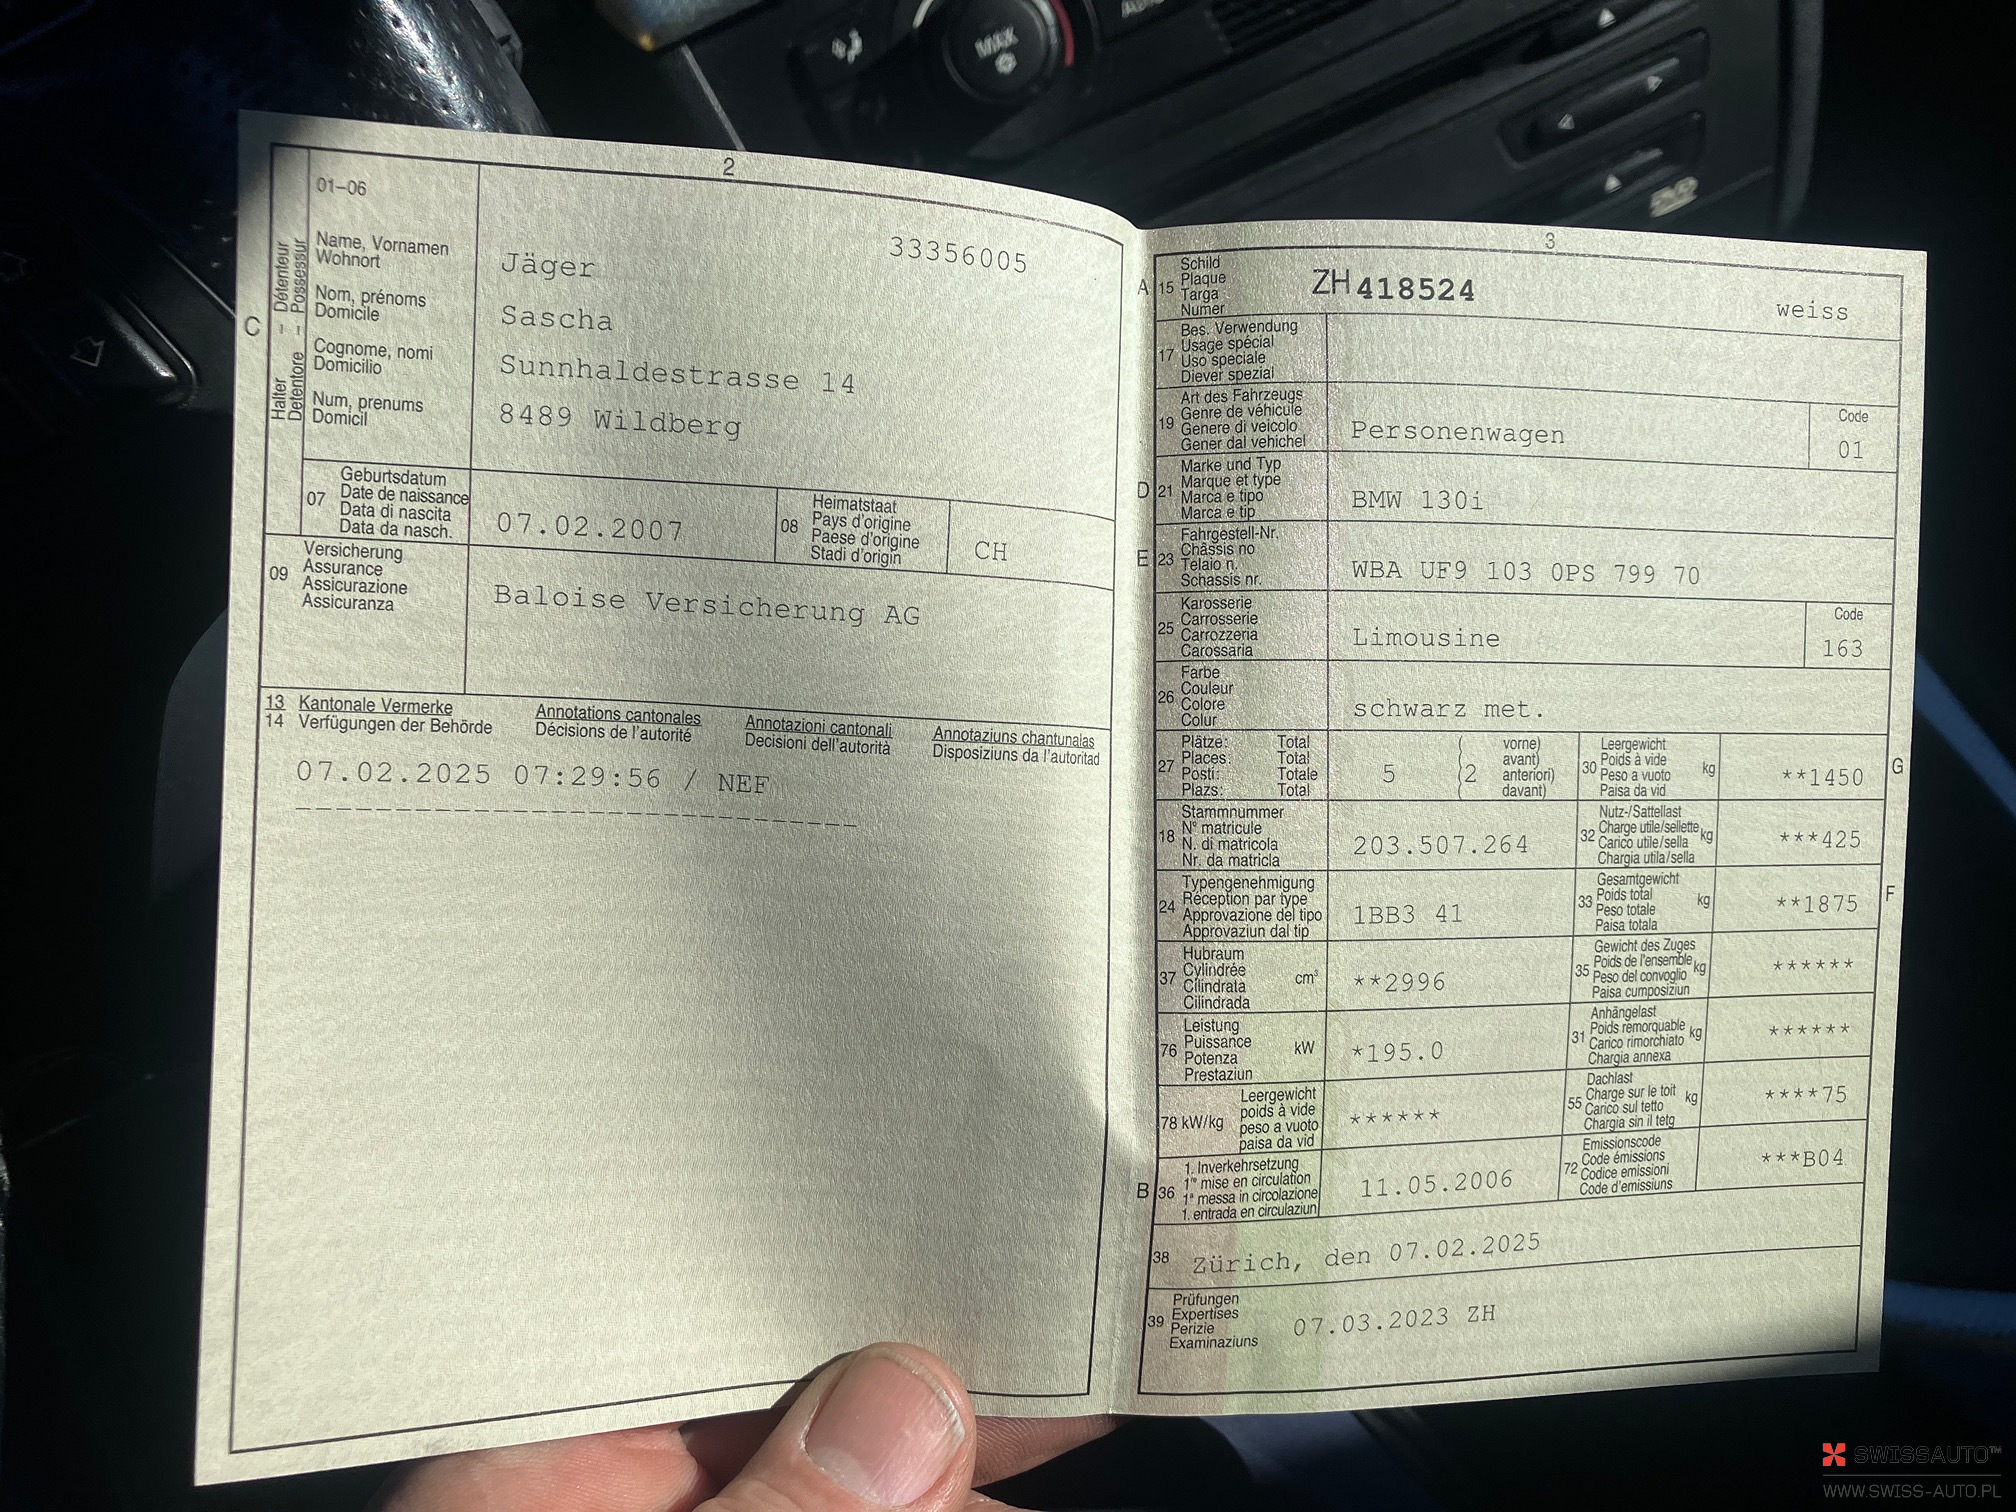 MAX
AUTO
DVD
2
01–06
Name, Vornamen
Wohnort
Nom, prénoms
Domicile
Cognome, nomi
Domicilio
Num, prenums
Domicil
C
Halter – Détenteur
Detentore – Possessur
33356005
Jäger
Sascha
Sunnhaldestrasse 14
8489 Wildberg
07
Geburtsdatum
Date de naissance
Data di nascita
Data da nasch.
07.02.2007
08
Heimatstaat
Pays d'origine
Paese d'origine
Stadi d'origin
CH
09
Versicherung
Assurance
Assicurazione
Assicuranza
Baloise Versicherung AG
13 Kantonale Vermerke Annotations cantonales Annotazioni cantonali Annotaziuns chantunalas
14 Verfügungen der Behörde Décisions de l'autorité Decisioni dell'autorità Disposiziuns da l'autoritad
07.02.2025 07:29:56 / NEF
------------------------------
3
A 15
Schild
Plaque
Targa
Numer
ZH 418524 weiss
17
Bes. Verwendung
Usage spécial
Uso speciale
Diever spezial
19
Art des Fahrzeugs
Genre de véhicule
Genere di veicolo
Gener dal vehichel
Personenwagen
Code
01
D 21
Marke und Typ
Marque et type
Marca e tipo
Marca e tip
BMW 130i
E 23
Fahrgestell-Nr.
Châssis no
Telaio n.
Schassis nr.
WBA UF9 103 0PS 799 70
25
Karosserie
Carrosserie
Carrozzeria
Carossaria
Limousine
Code
163
26
Farbe
Couleur
Colore
Colur
schwarz met.
27
Plätze: Total
Places: Total
Posti: Totale
Plazs: Total
5
(2
vorne)
avant)
anteriori)
davant)
30
Leergewicht
Poids à vide
Peso a vuoto
Paisa da vid
kg
**1450
G
18
Stammnummer
N° matricule
N. di matricola
Nr. da matricla
203.507.264
32
Nutz-/Sattellast
Charge utile/sellette
Carico utile/sella
Chargia utila/sella
kg
***425
24
Typengenehmigung
Réception par type
Approvazione del tipo
Approvaziun dal tip
1BB3 41
33
Gesamtgewicht
Poids total
Peso totale
Paisa totala
kg
**1875
F
37
Hubraum
Cylindrée
Cilindrata
Cilindrada
cm³
**2996
35
Gewicht des Zuges
Poids de l'ensemble
Peso del convoglio
Paisa cumposiziun
kg
******
76
Leistung
Puissance
Potenza
Prestaziun
kW
*195.0
31
Anhängelast
Poids remorquable
Carico rimorchiato
Chargia annexa
kg
******
78 kW/kg
Leergewicht
poids à vide
peso a vuoto
paisa da vid
******
55
Dachlast
Charge sur le toit
Carico sul tetto
Chargia sin il tetg
kg
****75
B 36
1. Inverkehrsetzung
1re mise en circulation
1a messa in circolazione
1. entrada en circulaziun
11.05.2006
72
Emissionscode
Code émissions
Codice emissioni
Code d'emissiuns
***B04
38
Zürich, den 07.02.2025
39
Prüfungen
Expertises
Perizie
Examinaziuns
07.03.2023 ZH
SWISSAUTO™
WWW.SWISS-AUTO.PL